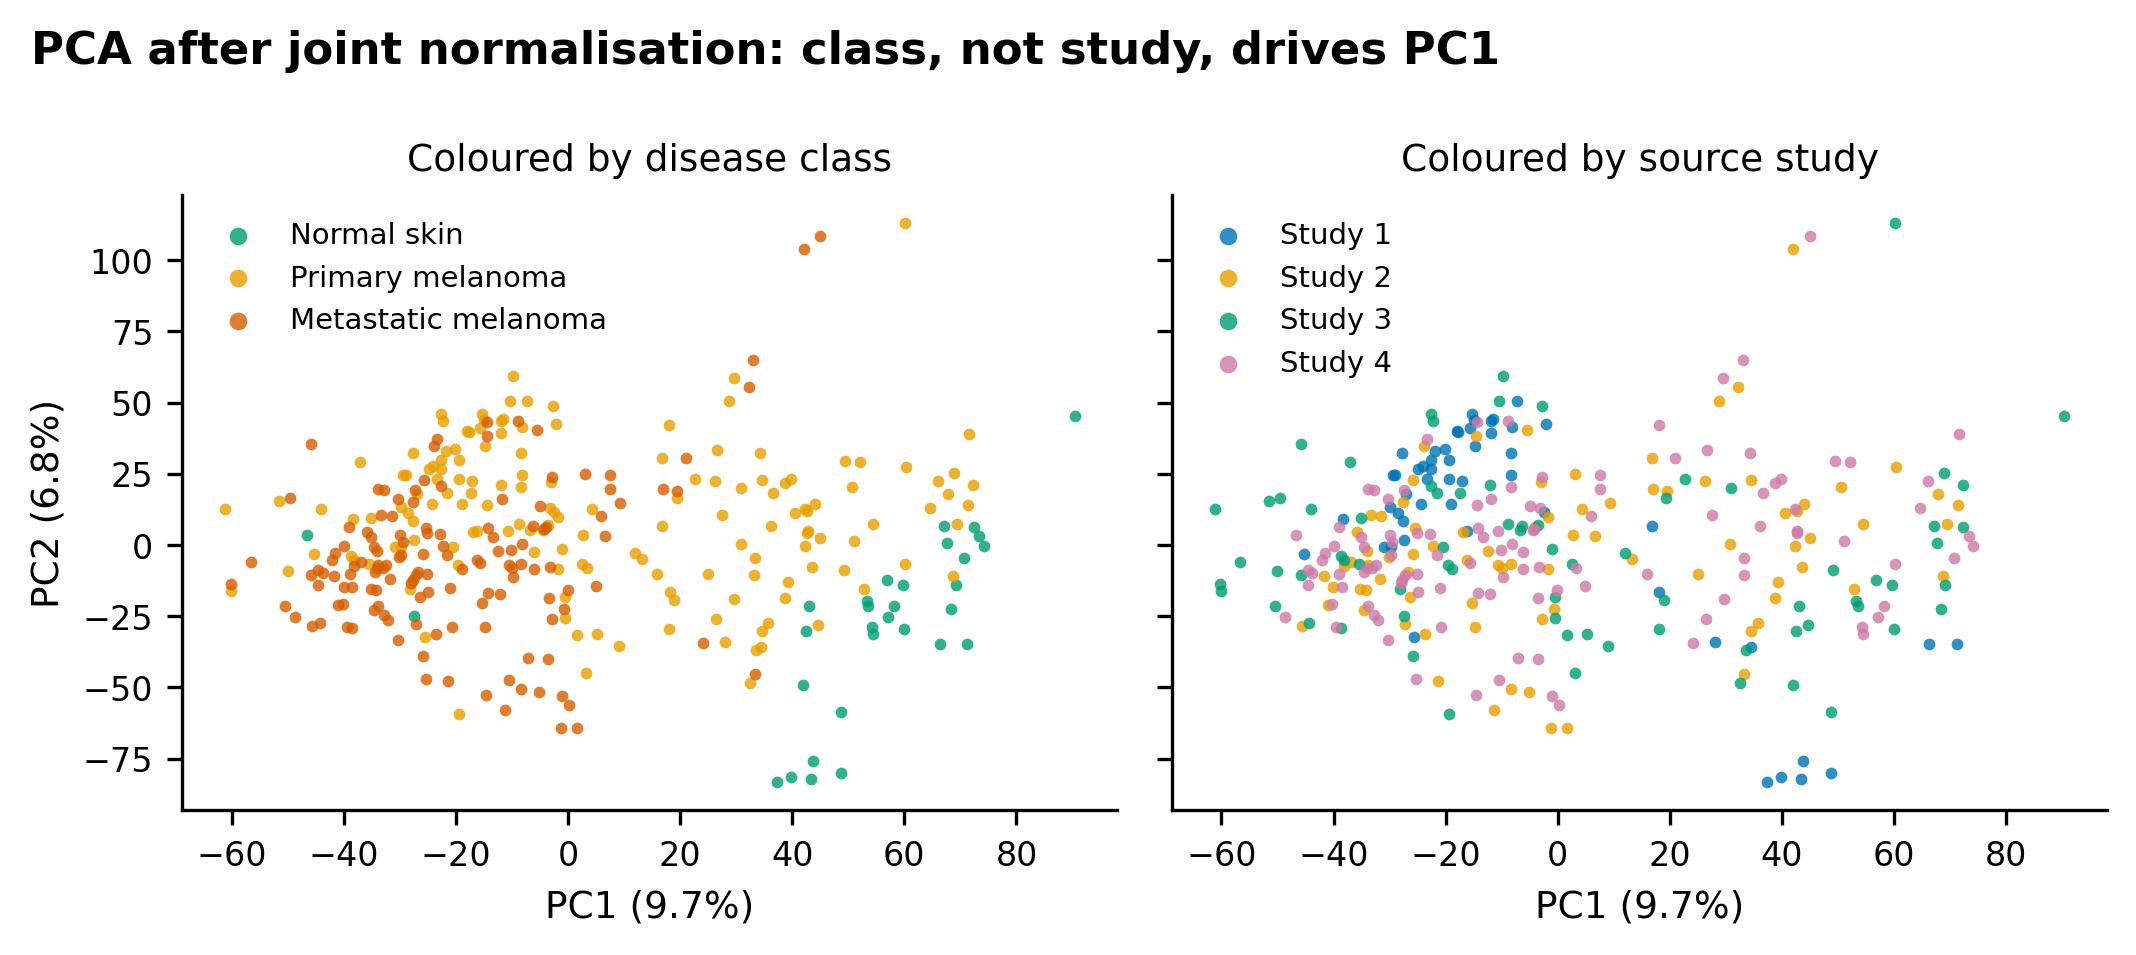 PCA after joint normalisation: class, not study, drives PC1
Coloured by disease class
Normal skin
Primary melanoma
Metastatic melanoma
PC2 (6.8%)
100
75
50
25
0
−25
−50
−75
−60 −40 −20 0 20 40 60 80
PC1 (9.7%)
Coloured by source study
Study 1
Study 2
Study 3
Study 4
−60 −40 −20 0 20 40 60 80
PC1 (9.7%)